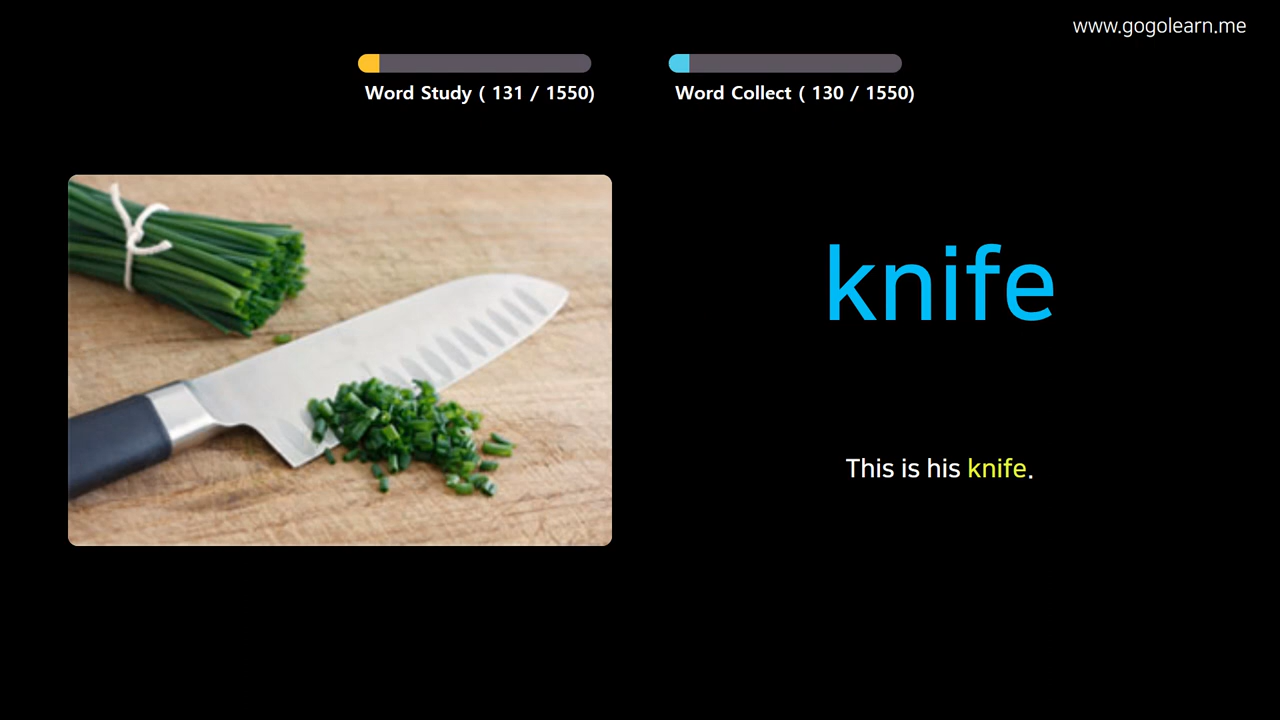 www.gogolearn.me
Word Study ( 131 / 1550)
Word Collect ( 130 / 1550)
knife
This is his knife.